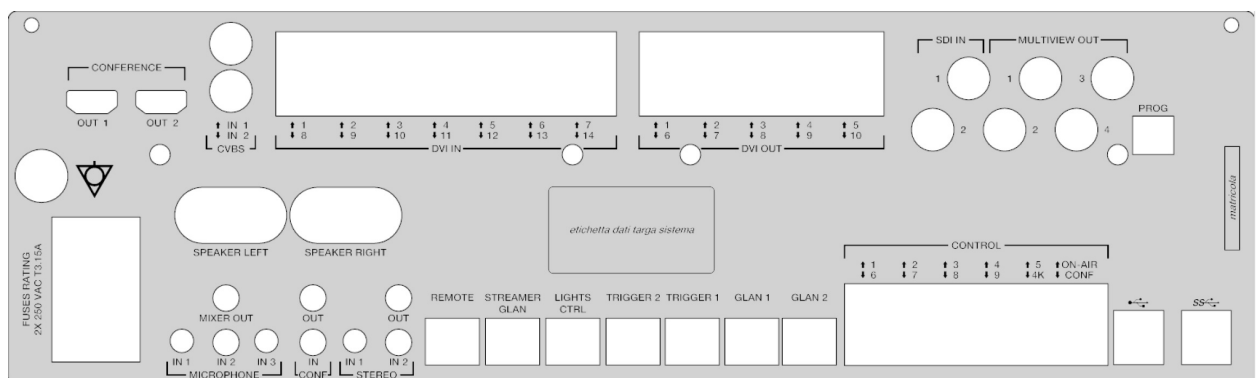 CONFERENCE
OUT 1 OUT 2
↑ IN 1
↓ IN 2
CVBS
↑ 1 ↑ 2 ↑ 3 ↑ 4 ↑ 5 ↑ 6 ↑ 7
↓ 8 ↓ 9 ↓ 10 ↓ 11 ↓ 12 ↓ 13 ↓ 14
DVI IN
↑ 1 ↑ 2 ↑ 3 ↑ 4 ↑ 5
↓ 6 ↓ 7 ↓ 8 ↓ 9 ↓ 10
DVI OUT
SDI IN MULTIVIEW OUT
1 1 3
2 2 4
PROG
matricola
FUSES RATING
2X 250 VAC T3.15A
SPEAKER LEFT SPEAKER RIGHT
etichetta dati targa sistema
CONTROL
↑ 1 ↑ 2 ↑ 3 ↑ 4 ↑ 5 ↑ ON-AIR
↓ 6 ↓ 7 ↓ 8 ↓ 9 ↓ 4K ↓ CONF
MIXER OUT OUT OUT
IN 1 IN 2 IN 3 IN IN 1 IN 2
MICROPHONE CONF STEREO
REMOTE STREAMER LIGHTS TRIGGER 2 TRIGGER 1 GLAN 1 GLAN 2
GLAN CTRL
SS